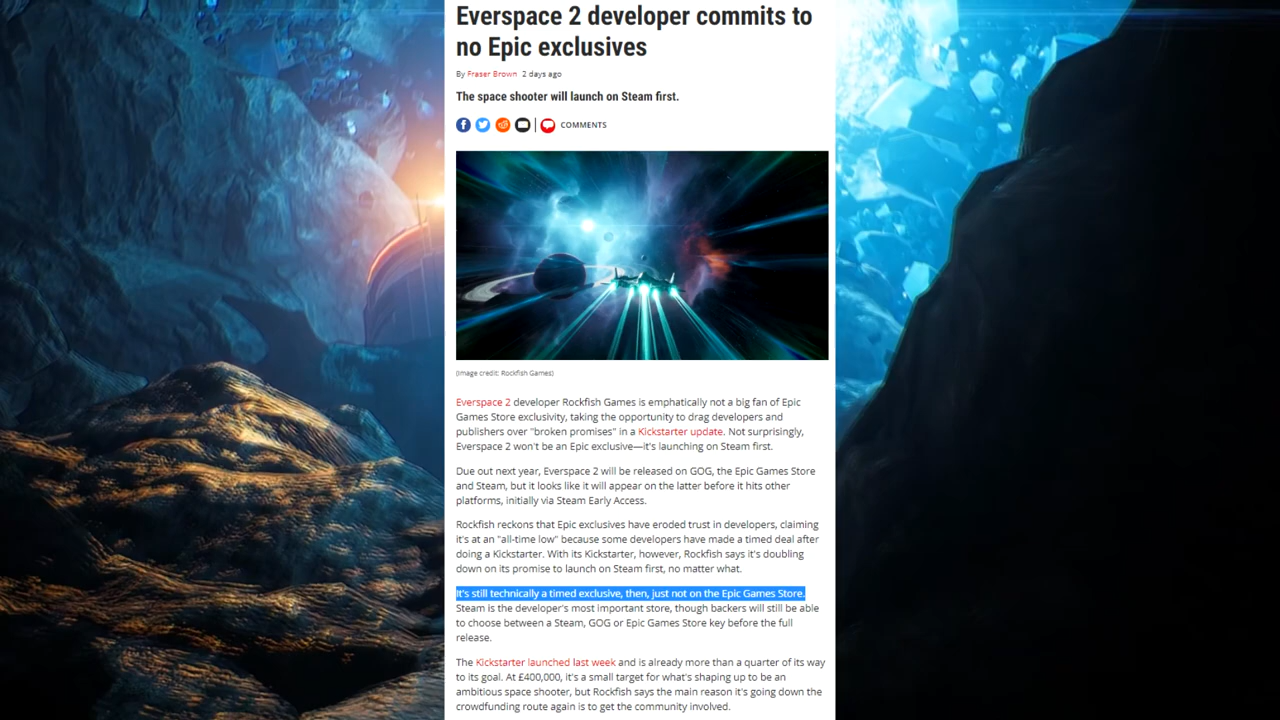 Everspace 2 developer commits to
no Epic exclusives
By Fraser Brown 2 days ago
The space shooter will launch on Steam first.
COMMENTS
(Image credit: Rockfish Games)
Everspace 2 developer Rockfish Games is emphatically not a big fan of Epic
Games Store exclusivity, taking the opportunity to drag developers and
publishers over "broken promises" in a Kickstarter update. Not surprisingly,
Everspace 2 won't be an Epic exclusive—it's launching on Steam first.
Due out next year, Everspace 2 will be released on GOG, the Epic Games Store
and Steam, but it looks like it will appear on the latter before it hits other
platforms, initially via Steam Early Access.
Rockfish reckons that Epic exclusives have eroded trust in developers, claiming
it's at an "all-time low" because some developers have made a timed deal after
doing a Kickstarter. With its Kickstarter, however, Rockfish says it's doubling
down on its promise to launch on Steam first, no matter what.
It's still technically a timed exclusive, then, just not on the Epic Games Store.
Steam is the developer's most important store, though backers will still be able
to choose between a Steam, GOG or Epic Games Store key before the full
release.
The Kickstarter launched last week and is already more than a quarter of its way
to its goal. At £400,000, it's a small target for what's shaping up to be an
ambitious space shooter, but Rockfish says the main reason it's going down the
crowdfunding route again is to get the community involved.